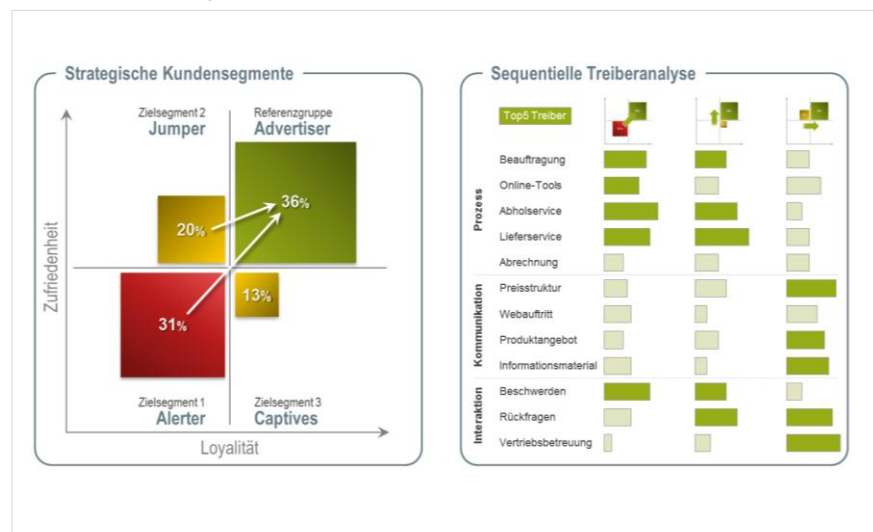 Strategische Kundensegmente
Zielsegment 2
Jumper
Referenzgruppe
Advertiser
20%
36%
31%
13%
Zielsegment 1
Alerter
Zielsegment 3
Captives
Zufriedenheit
Loyalität
Sequentielle Treiberanalyse
Top5 Treiber
Prozess
Beauftragung
Online-Tools
Abholservice
Lieferservice
Abrechnung
Kommunikation
Preisstruktur
Webauftritt
Produktangebot
Informationsmaterial
Interaktion
Beschwerden
Rückfragen
Vertriebsbetreuung